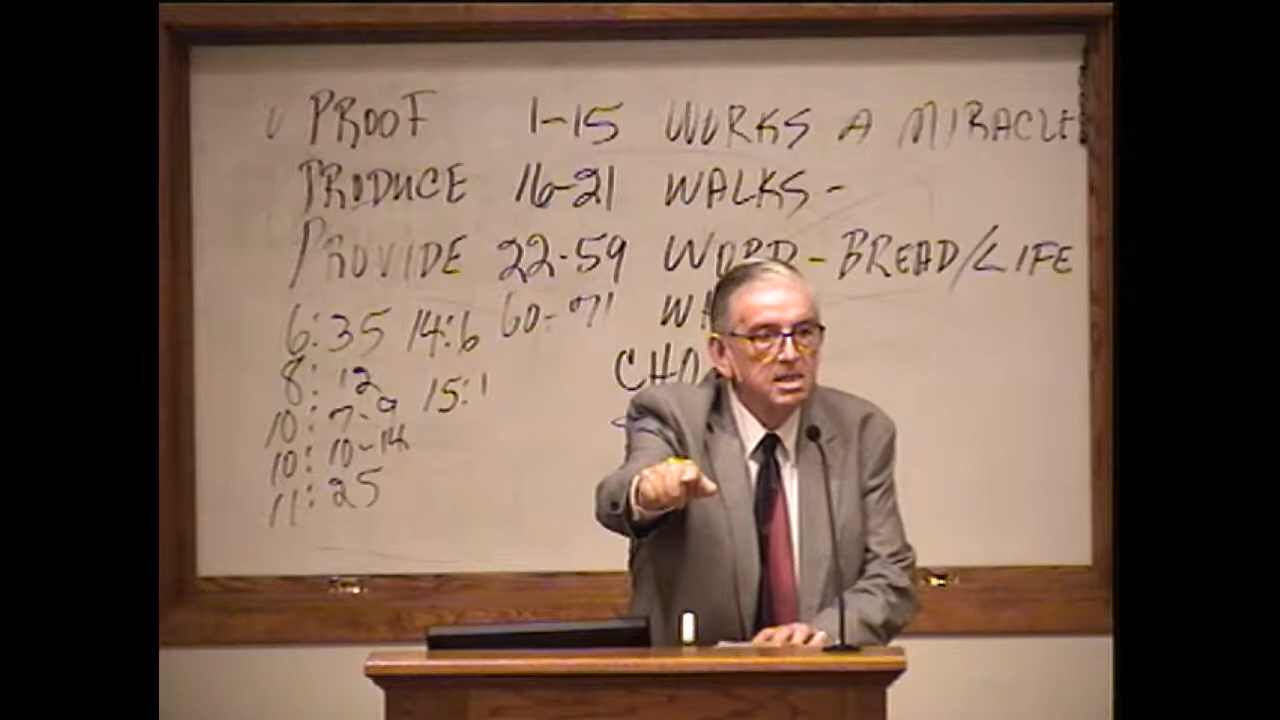 PROOF 1-15 WORKS A MIRACLE
PRODUCE 16-21 WALKS -
PROVIDE 22-59 WORD - BREAD/LIFE
6:35 14:6 60-71
8:12 15:1
10:7-9
10:10-14
11:25